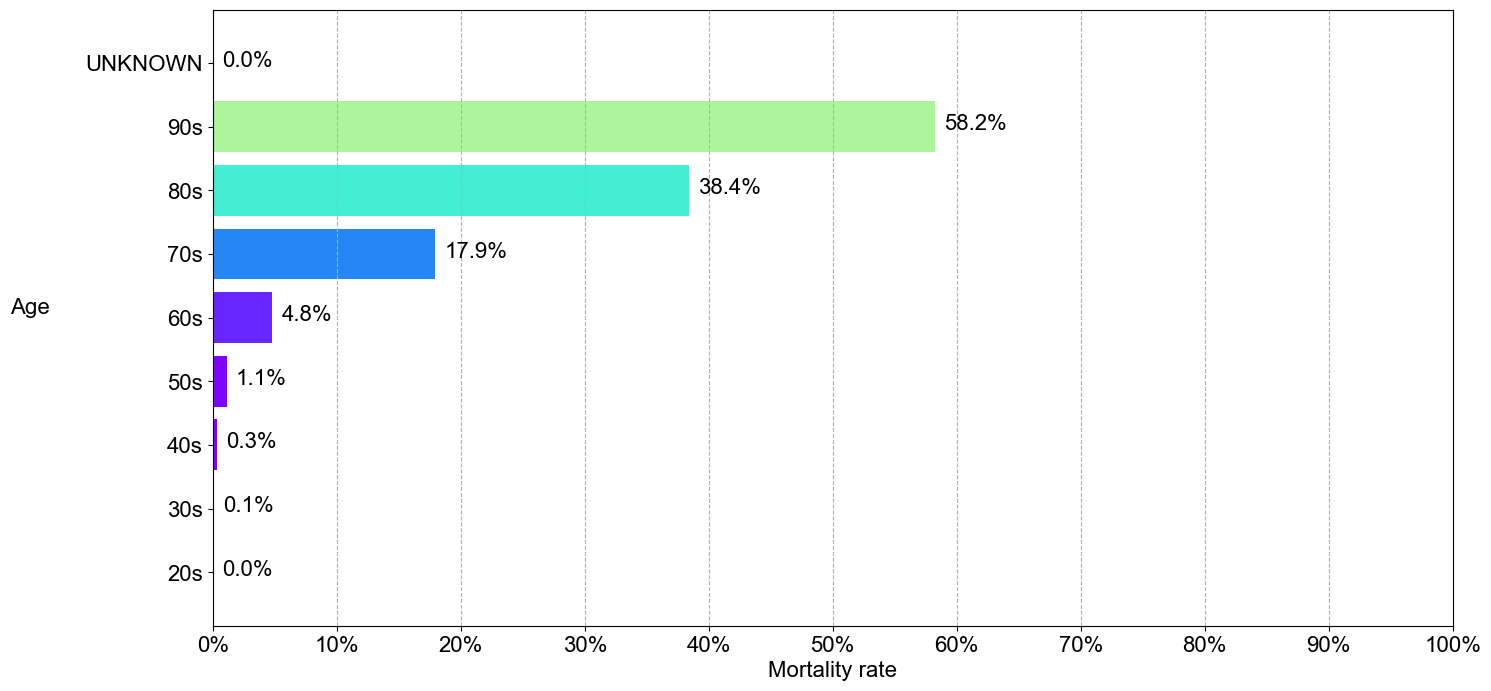 UNKNOWN 0.0%
90s 58.2%
80s 38.4%
70s 17.9%
Age
60s 4.8%
50s 1.1%
40s 0.3%
30s 0.1%
20s 0.0%
0% 10% 20% 30% 40% 50% 60% 70% 80% 90% 100%
Mortality rate